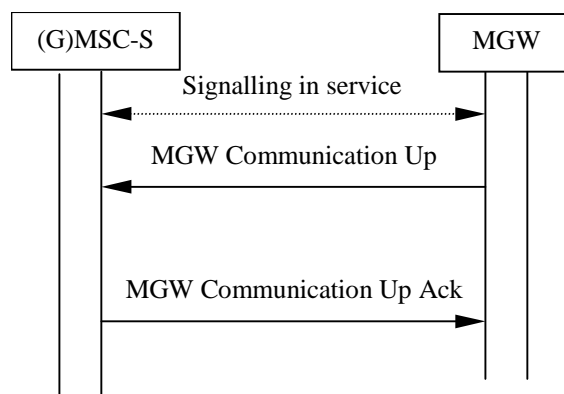 (G)MSC-S
MGW
Signalling in service
MGW Communication Up
MGW Communication Up Ack